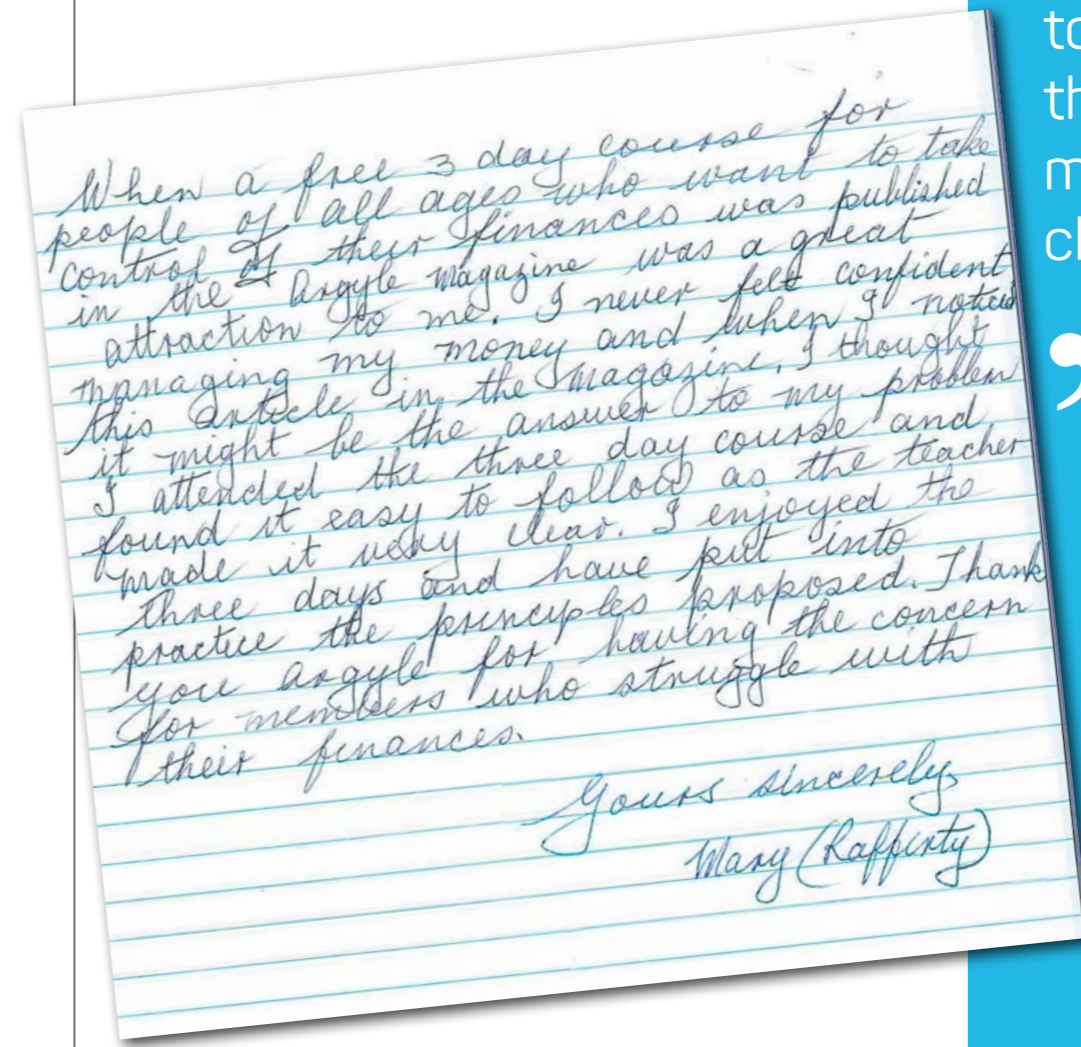 When a free 3 day course for
people of all ages who want to take
control of their finances was published
in the Argyle magazine was a great
attraction to me. I never felt confident
managing my money and when I noticed
this article in the magazine, I thought
it might be the answer to my problem
I attended the three day course and
found it easy to follow as the teacher
made it very clear. I enjoyed the
three days and have put into
practice the principles proposed. Thank
you argyle for having the concern
for members who struggle with
their finances.
Yours sincerely,
Mary (Rafferty)
to
th
m
cl
’